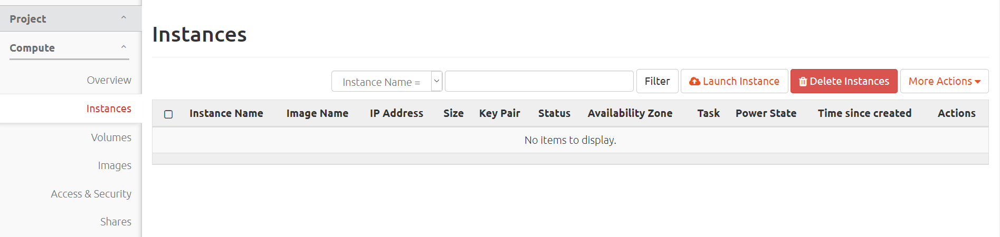 Project
Compute
Overview
Instances
Volumes
Images
Access & Security
Shares
Instances
Instance Name = Filter Launch Instance Delete Instances More Actions
Instance Name Image Name IP Address Size Key Pair Status Availability Zone Task Power State Time since created Actions
No items to display.